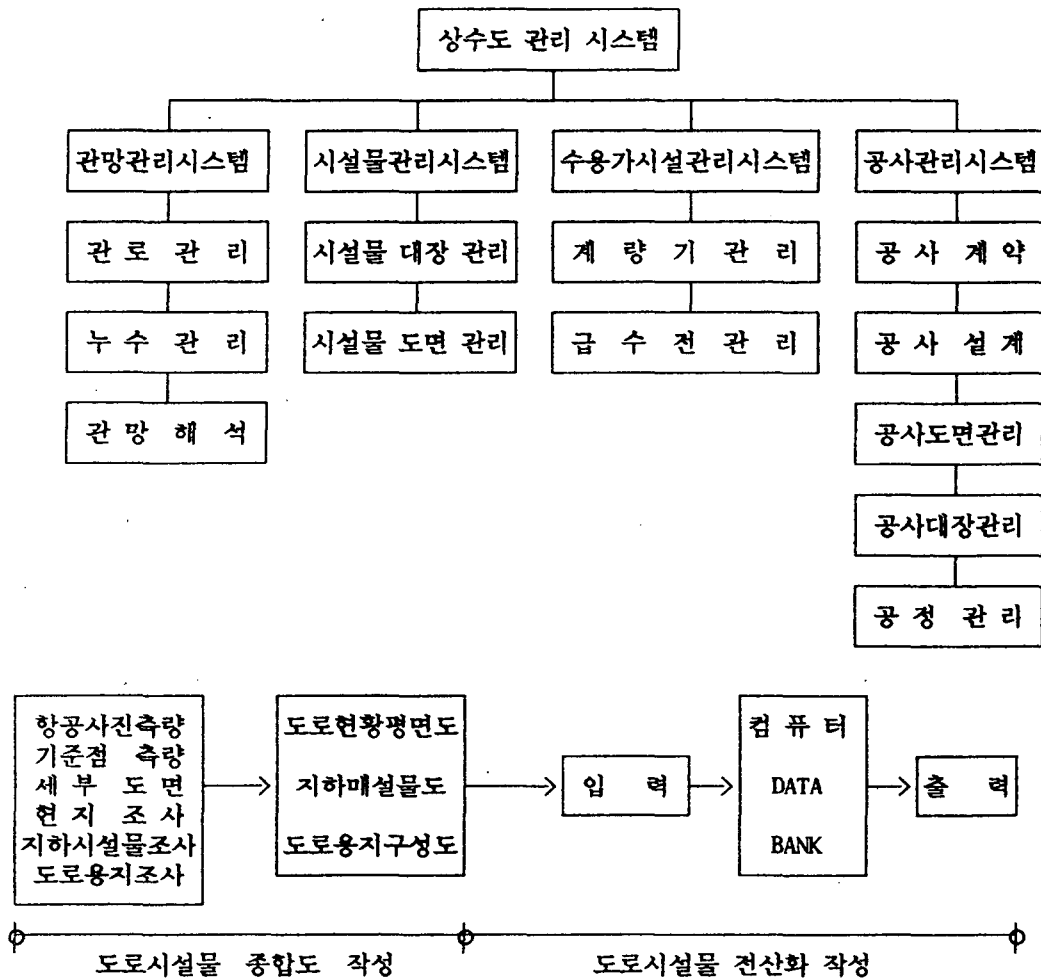 상수도 관리 시스템
관망관리시스템 시설물관리시스템 수용가시설관리시스템 공사관리시스템
관 로 관 리 시설물 대장 관리 계 량 기 관 리 공 사 계 약
누 수 관 리 시설물 도면 관리 급 수 전 관 리 공 사 설 계
관 망 해 석 공사도면관리
공사대장관리
공 정 관 리
항공사진측량
기준점 측량
세 부 도 면
현 지 조 사
지하시설물조사
도로용지조사
도로현황평면도
지하매설물도
도로용지구성도
입 력
컴 퓨 터
DATA
BANK
출 력
도로시설물 종합도 작성 도로시설물 전산화 작성